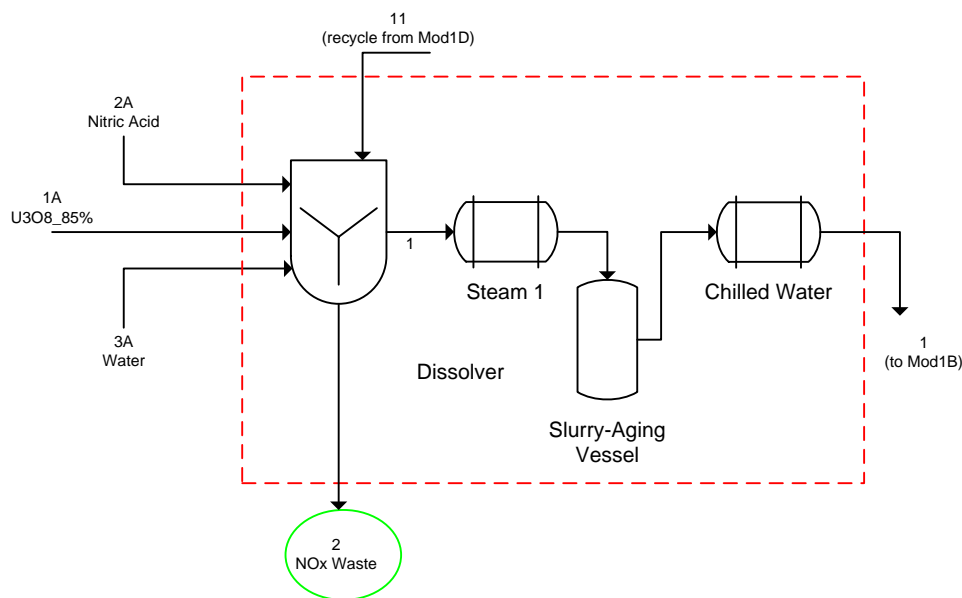 11
(recycle from Mod1D)
2A
Nitric Acid
1A
U3O8_85%
1
Steam 1
Chilled Water
3A
Water
1
(to Mod1B)
Dissolver
Slurry-Aging
Vessel
2
NOx Waste